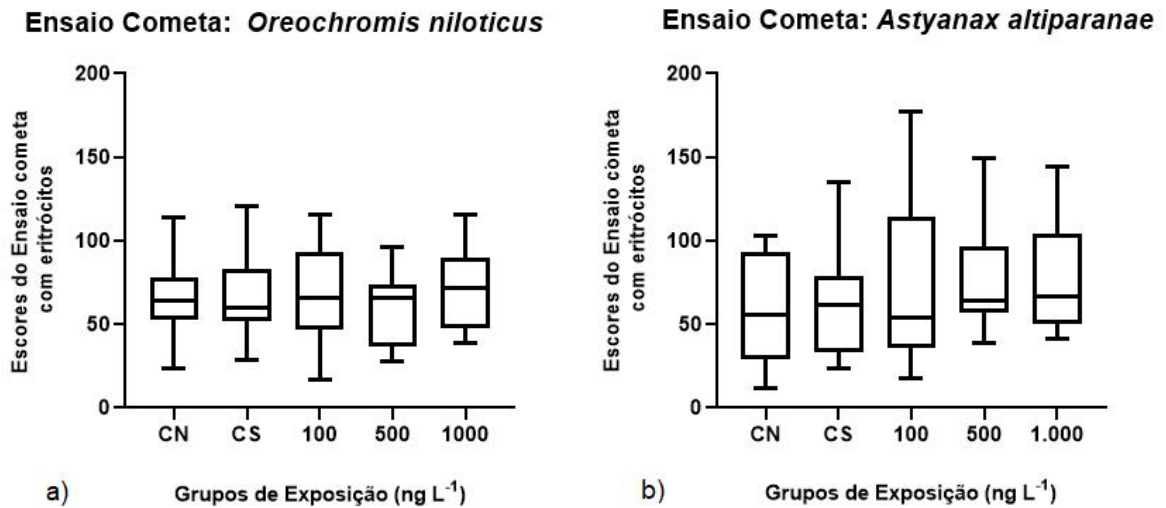 Ensaio Cometa: Oreochromis niloticus
Escores do Ensaio cometa
com eritrócitos
200
150
100
50
0
CN CS 100 500 1000
a) Grupos de Exposição (ng L⁻¹)
Ensaio Cometa: Astyanax altiparanae
Escores do Ensaio cometa
com eritrócitos
200
150
100
50
0
CN CS 100 500 1.000
b) Grupos de Exposição (ng L⁻¹)